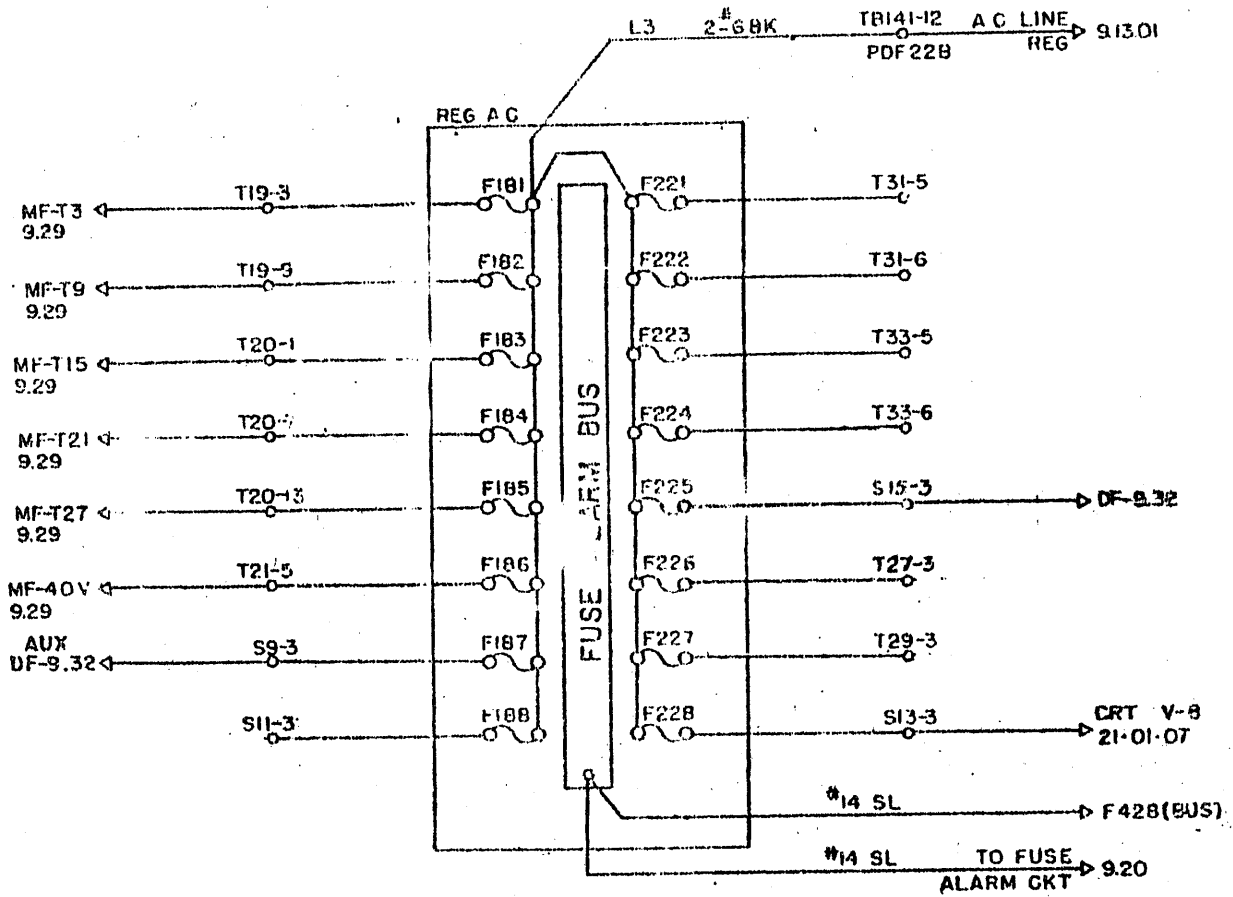 L3 2-#6BK TB141-12 A C LINE 9.13.01
PDF22B REG
REG A C
T19-3 F181 F221 T31-5
MF-T3
9.29
T19-9 F182 F222 T31-6
MF-T9
9.29
T20-1 F183 F223 T33-5
MF-T15
9.29
F184 F224 T33-6
MF-T21
9.29
T20-13 F185 F225 S15-3 DF-9.32
MF-T27
9.29
T21-5 F186 F226 T27-3
MF-40V
9.29
AUX
DF-9.32 S9-3 F187 F227 T29-3
S11-3 F188 F228 S13-3 CRT V-8
21.01.07
FUSE BUS
#14 SL F428(BUS)
#14 SL TO FUSE 9.20
ALARM CKT